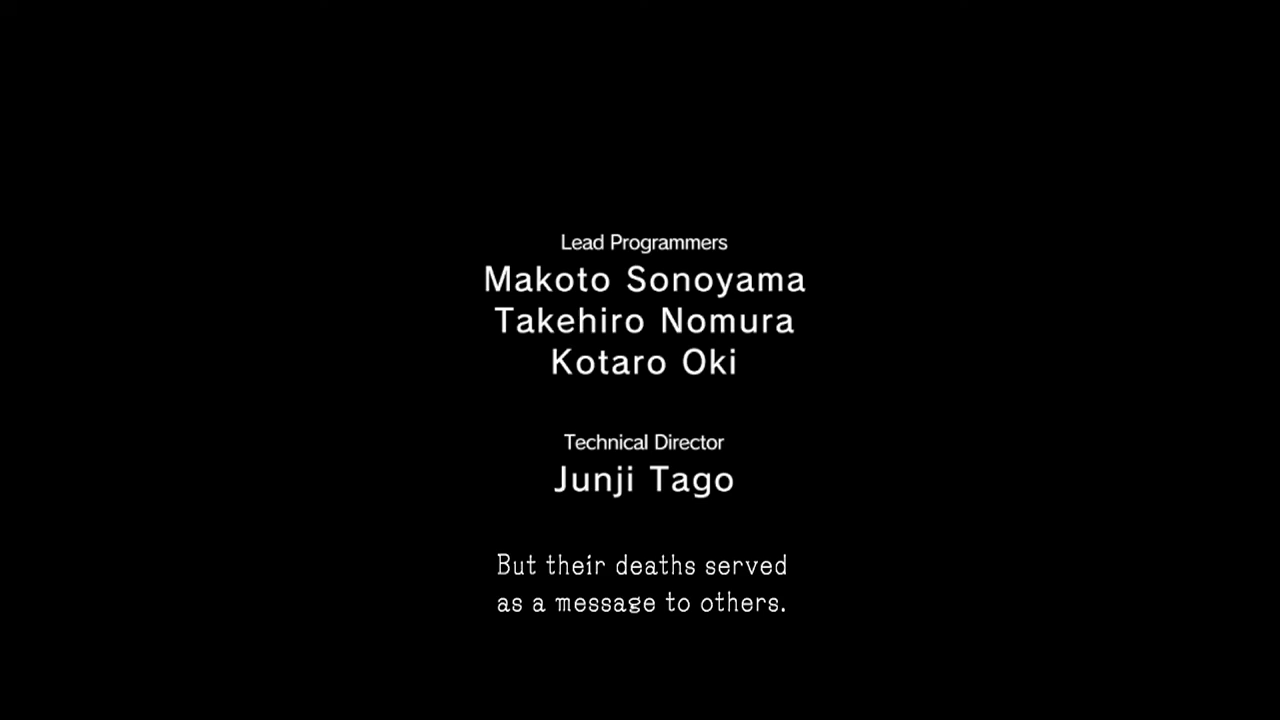 Lead Programmers
Makoto Sonoyama
Takehiro Nomura
Kotaro Oki
Technical Director
Junji Tago
But their deaths served
as a message to others.